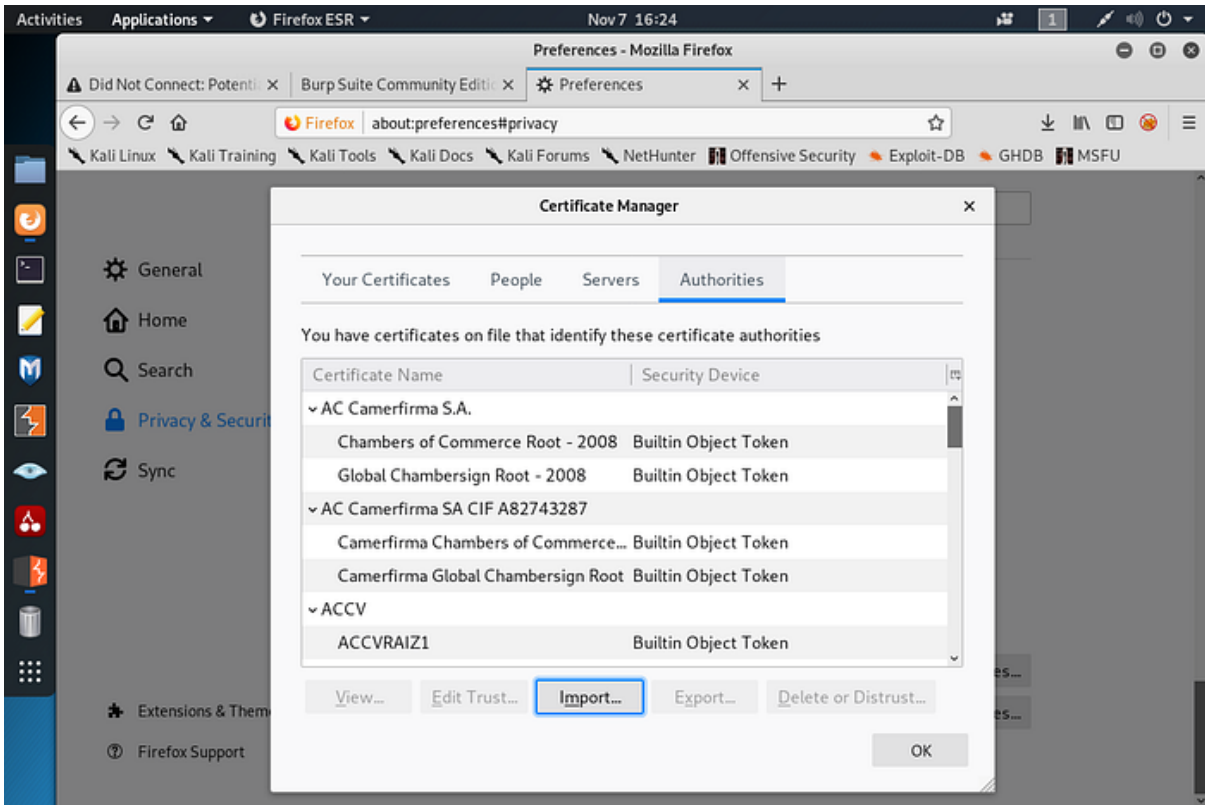 Activities Applications Firefox ESR Nov 7 16:24 1
Preferences - Mozilla Firefox
Did Not Connect: Potenti Burp Suite Community Editic Preferences
Firefox about:preferences#privacy
Kali Linux Kali Training Kali Tools Kali Docs Kali Forums NetHunter Offensive Security Exploit-DB GHDB MSFU
Certificate Manager
General
Home
Search
Privacy & Securit
Sync
Extensions & Them
Firefox Support
Your Certificates People Servers Authorities
You have certificates on file that identify these certificate authorities
Certificate Name Security Device
AC Camerfirma S.A.
Chambers of Commerce Root - 2008 Builtin Object Token
Global Chambersign Root - 2008 Builtin Object Token
AC Camerfirma SA CIF A82743287
Camerfirma Chambers of Commerce... Builtin Object Token
Camerfirma Global Chambersign Root Builtin Object Token
ACCV
ACCVRAIZ1 Builtin Object Token
View... Edit Trust... Import... Export... Delete or Distrust...
OK
es...
es...